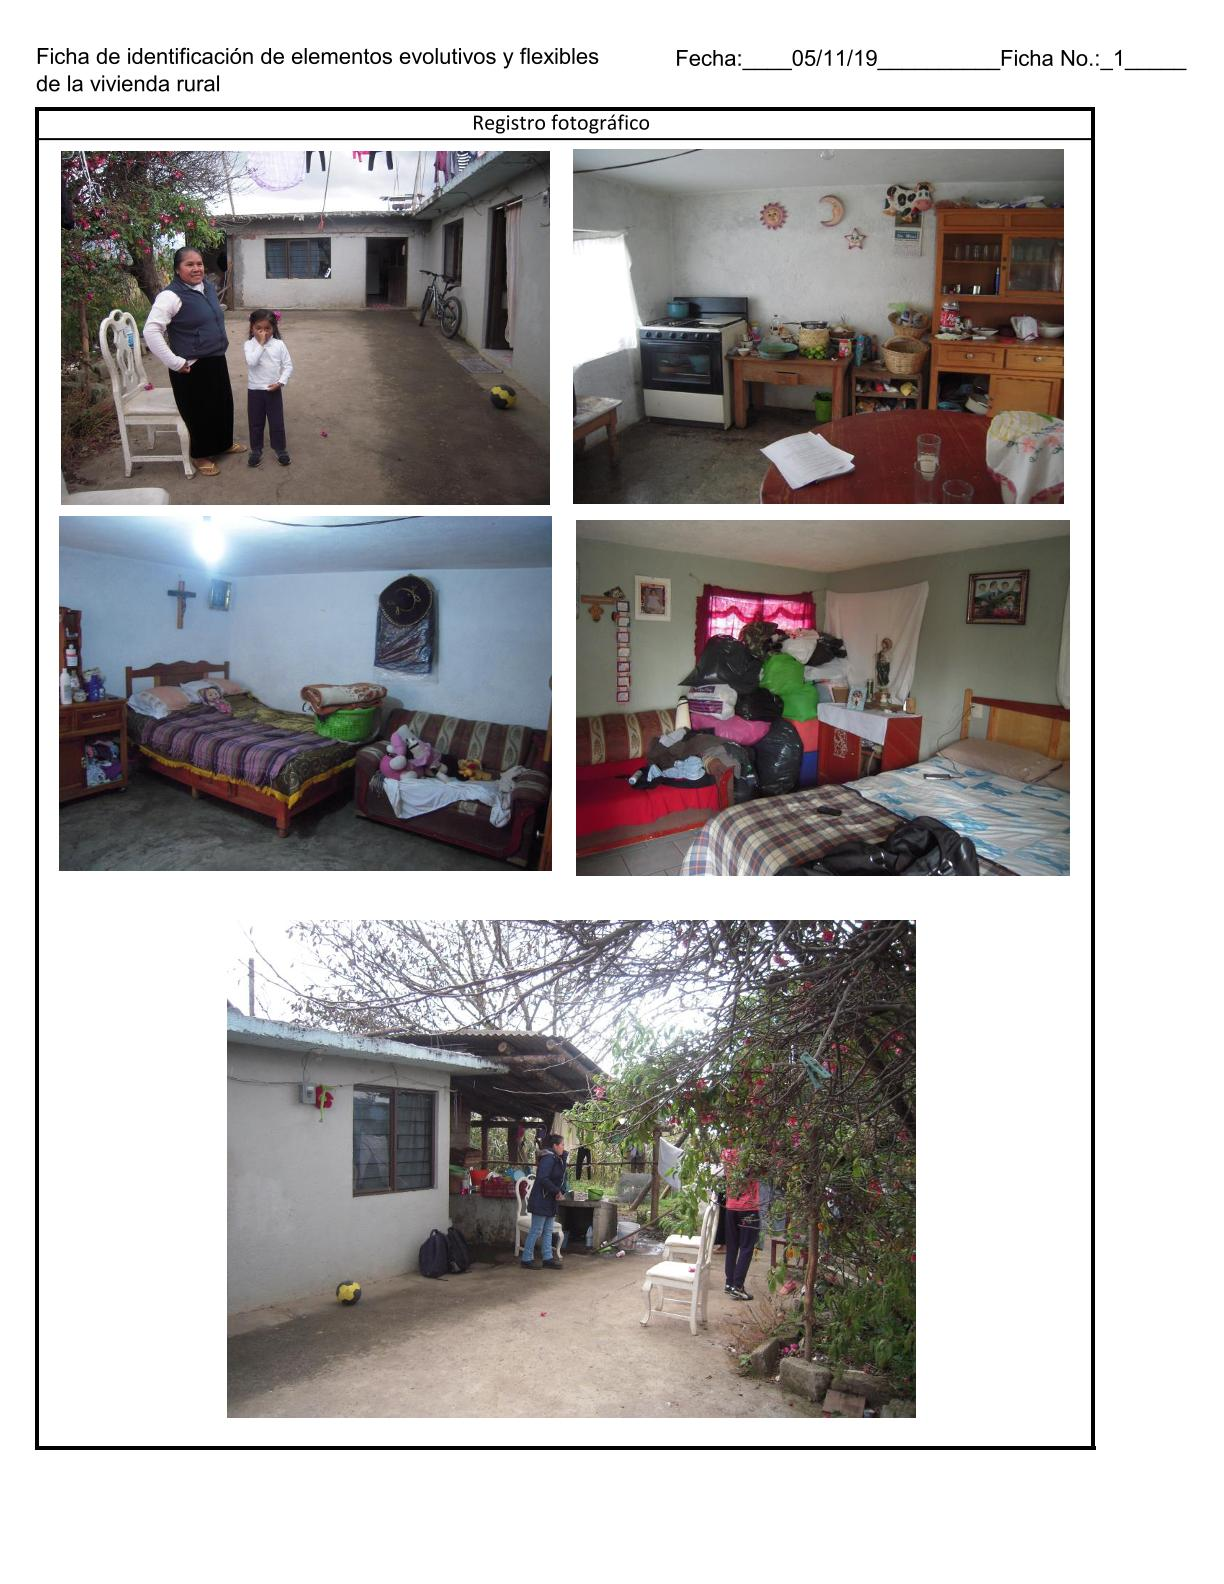 Ficha de identificación de elementos evolutivos y flexibles
de la vivienda rural
Fecha:____05/11/19__________Ficha No.:_1_____
Registro fotográfico